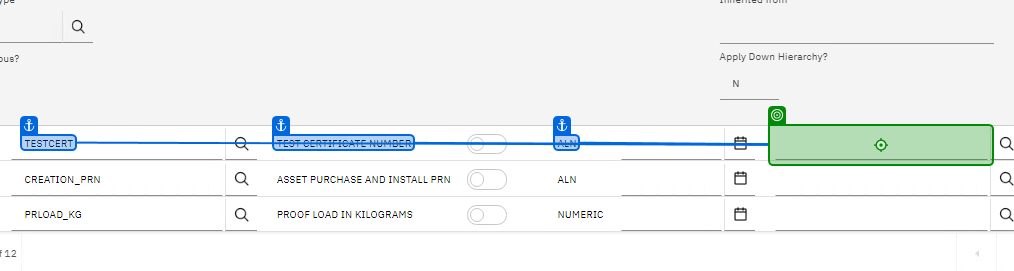 ype
Inherited from
ous?
Apply Down Hierarchy?
N
TESTCERT TEST CERTIFICATE NUMBER ALN
CREATION_PRN ASSET PURCHASE AND INSTALL PRN ALN
PRLOAD_KG PROOF LOAD IN KILOGRAMS NUMERIC
f 12